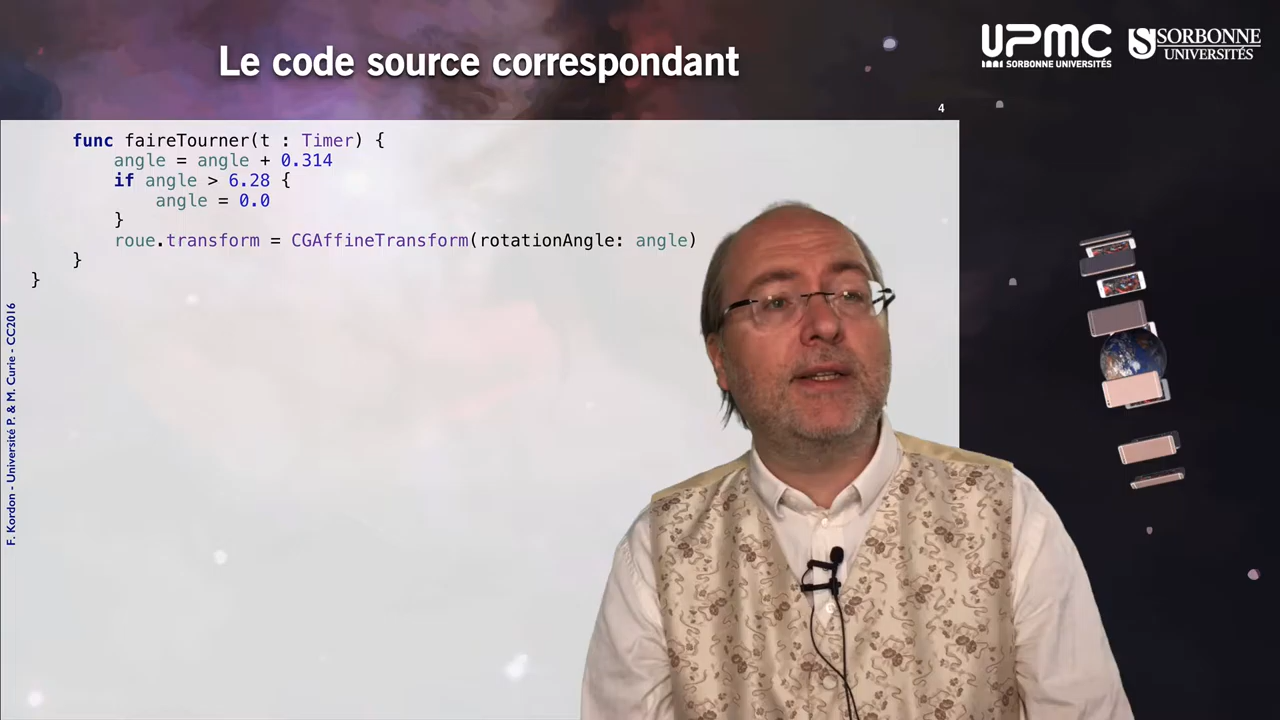 Le code source correspondant
UPMC
SORBONNE UNIVERSITÉS
SORBONNE
UNIVERSITÉS
4
func faireTourner(t : Timer) {
angle = angle + 0.314
if angle > 6.28 {
angle = 0.0
}
roue.transform = CGAffineTransform(rotationAngle: angle)
}
}
F. Kordon - Université P. & M. Curie - CC2016